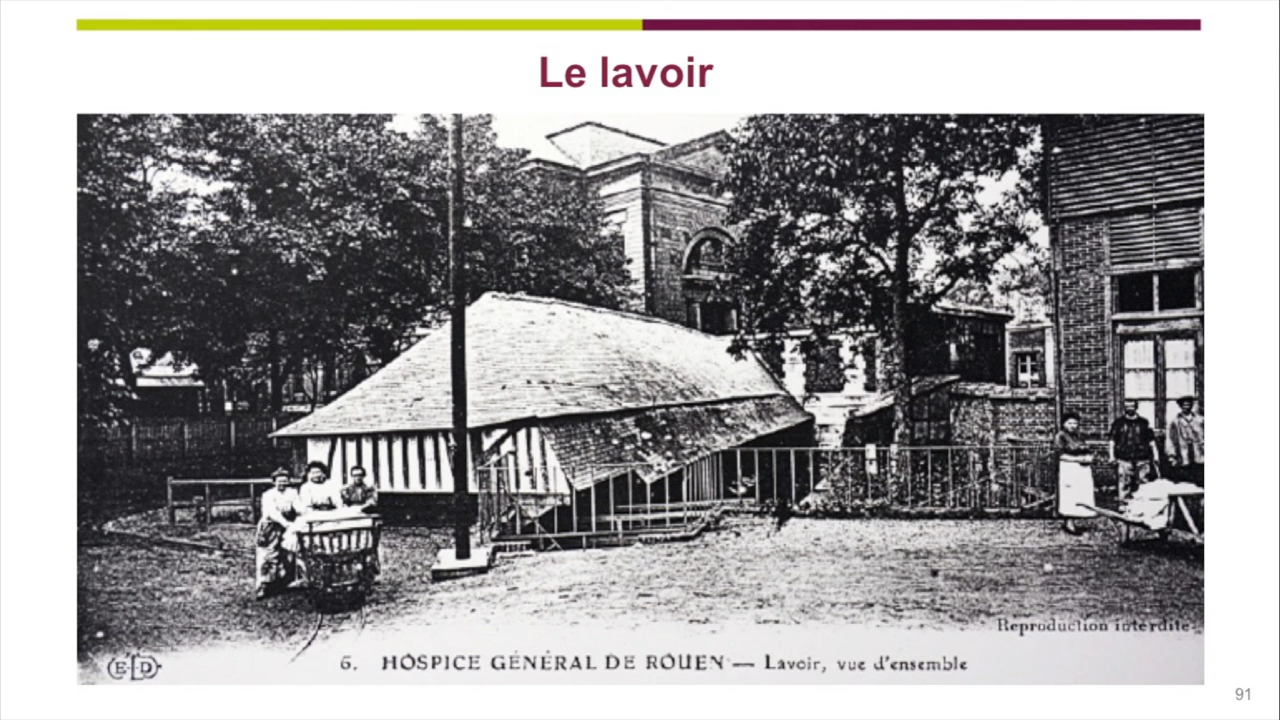 Le lavoir
Reproduction interdite
ELD
6. HOSPICE GÉNÉRAL DE ROUEN — Lavoir, vue d'ensemble
91